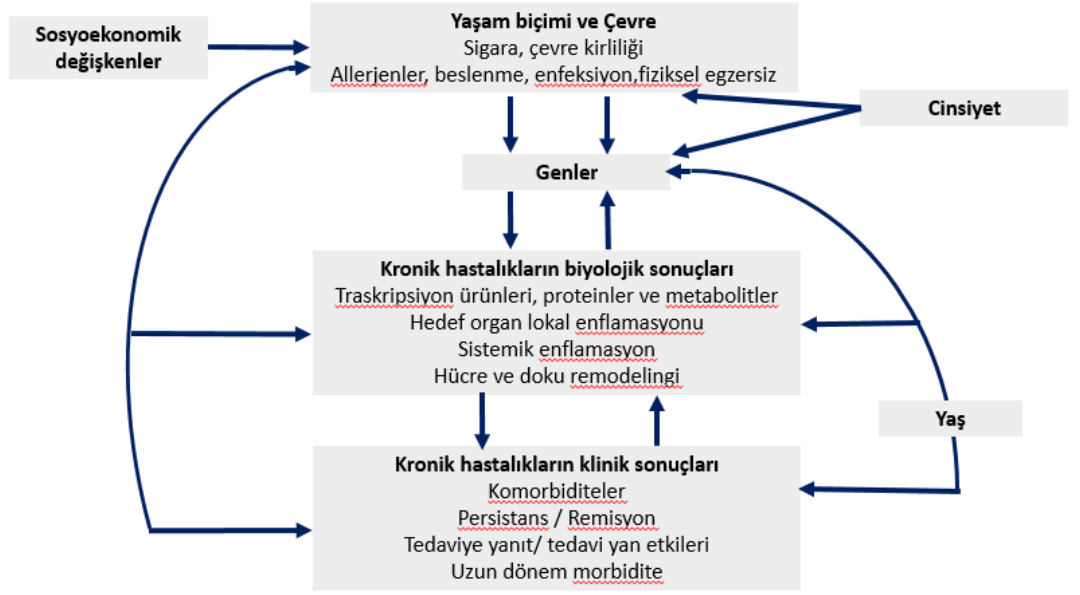 Sosyoekonomik
değişkenler
Yaşam biçimi ve Çevre
Sigara, çevre kirliliği
Allerjenler, beslenme, enfeksiyon,fiziksel egzersiz
Cinsiyet
Genler
Kronik hastalıkların biyolojik sonuçları
Traskripsiyon ürünleri, proteinler ve metabolitler
Hedef organ lokal enflamasyonu
Sistemik enflamasyon
Hücre ve doku remodelingi
Yaş
Kronik hastalıkların klinik sonuçları
Komorbiditeler
Persistans / Remisyon
Tedaviye yanıt/ tedavi yan etkileri
Uzun dönem morbidite